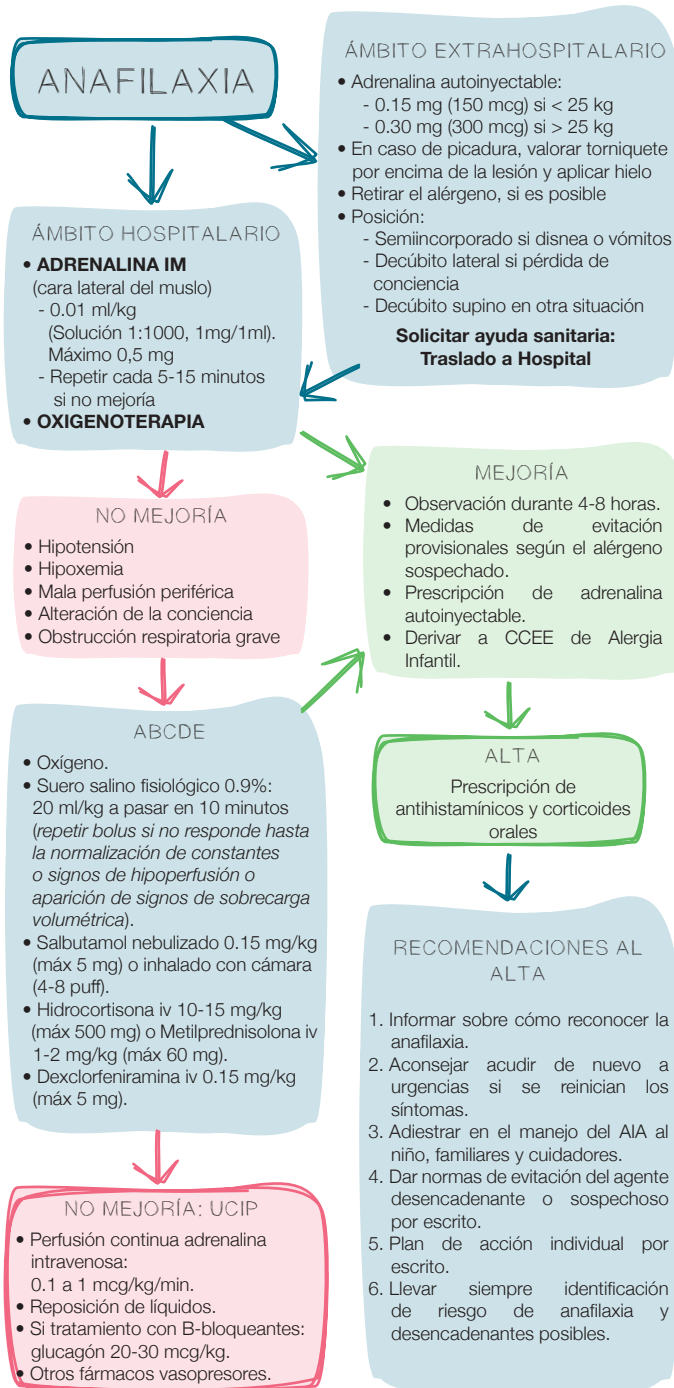 ANAFILAXIA
ÁMBITO EXTRAHOSPITALARIO
• Adrenalina autoinyectable:
- 0.15 mg (150 mcg) si < 25 kg
- 0.30 mg (300 mcg) si > 25 kg
• En caso de picadura, valorar torniquete
por encima de la lesión y aplicar hielo
• Retirar el alérgeno, si es posible
• Posición:
- Semiincorporado si disnea o vómitos
- Decúbito lateral si pérdida de
conciencia
- Decúbito supino en otra situación
Solicitar ayuda sanitaria:
Traslado a Hospital
ÁMBITO HOSPITALARIO
• ADRENALINA IM
(cara lateral del muslo)
- 0.01 ml/kg
(Solución 1:1000, 1mg/1ml).
Máximo 0,5 mg
- Repetir cada 5-15 minutos
si no mejoría
• OXIGENOTERAPIA
MEJORÍA
• Observación durante 4-8 horas.
• Medidas de evitación
provisionales según el alérgeno
sospechado.
• Prescripción de adrenalina
autoinyectable.
• Derivar a CCEE de Alergia
Infantil.
NO MEJORÍA
• Hipotensión
• Hipoxemia
• Mala perfusión periférica
• Alteración de la conciencia
• Obstrucción respiratoria grave
ABCDE
• Oxígeno.
• Suero salino fisiológico 0.9%:
20 ml/kg a pasar en 10 minutos
(repetir bolus si no responde hasta
la normalización de constantes
o signos de hipoperfusión o
aparición de signos de sobrecarga
volumétrica).
• Salbutamol nebulizado 0.15 mg/kg
(máx 5 mg) o inhalado con cámara
(4-8 puff).
• Hidrocortisona iv 10-15 mg/kg
(máx 500 mg) o Metilprednisolona iv
1-2 mg/kg (máx 60 mg).
• Dexclorfeniramina iv 0.15 mg/kg
(máx 5 mg).
ALTA
Prescripción de
antihistamínicos y corticoides
orales
RECOMENDACIONES AL
ALTA
1. Informar sobre cómo reconocer la
anafilaxia.
2. Aconsejar acudir de nuevo a
urgencias si se reinician los
síntomas.
3. Adiestrar en el manejo del AIA al
niño, familiares y cuidadores.
4. Dar normas de evitación del agente
desencadenante o sospechoso
por escrito.
5. Plan de acción individual por
escrito.
6. Llevar siempre identificación
de riesgo de anafilaxia y
desencadenantes posibles.
NO MEJORÍA: UCIP
• Perfusión continua adrenalina
intravenosa:
0.1 a 1 mcg/kg/min.
• Reposición de líquidos.
• Si tratamiento con B-bloqueantes:
glucagón 20-30 mcg/kg.
• Otros fármacos vasopresores.